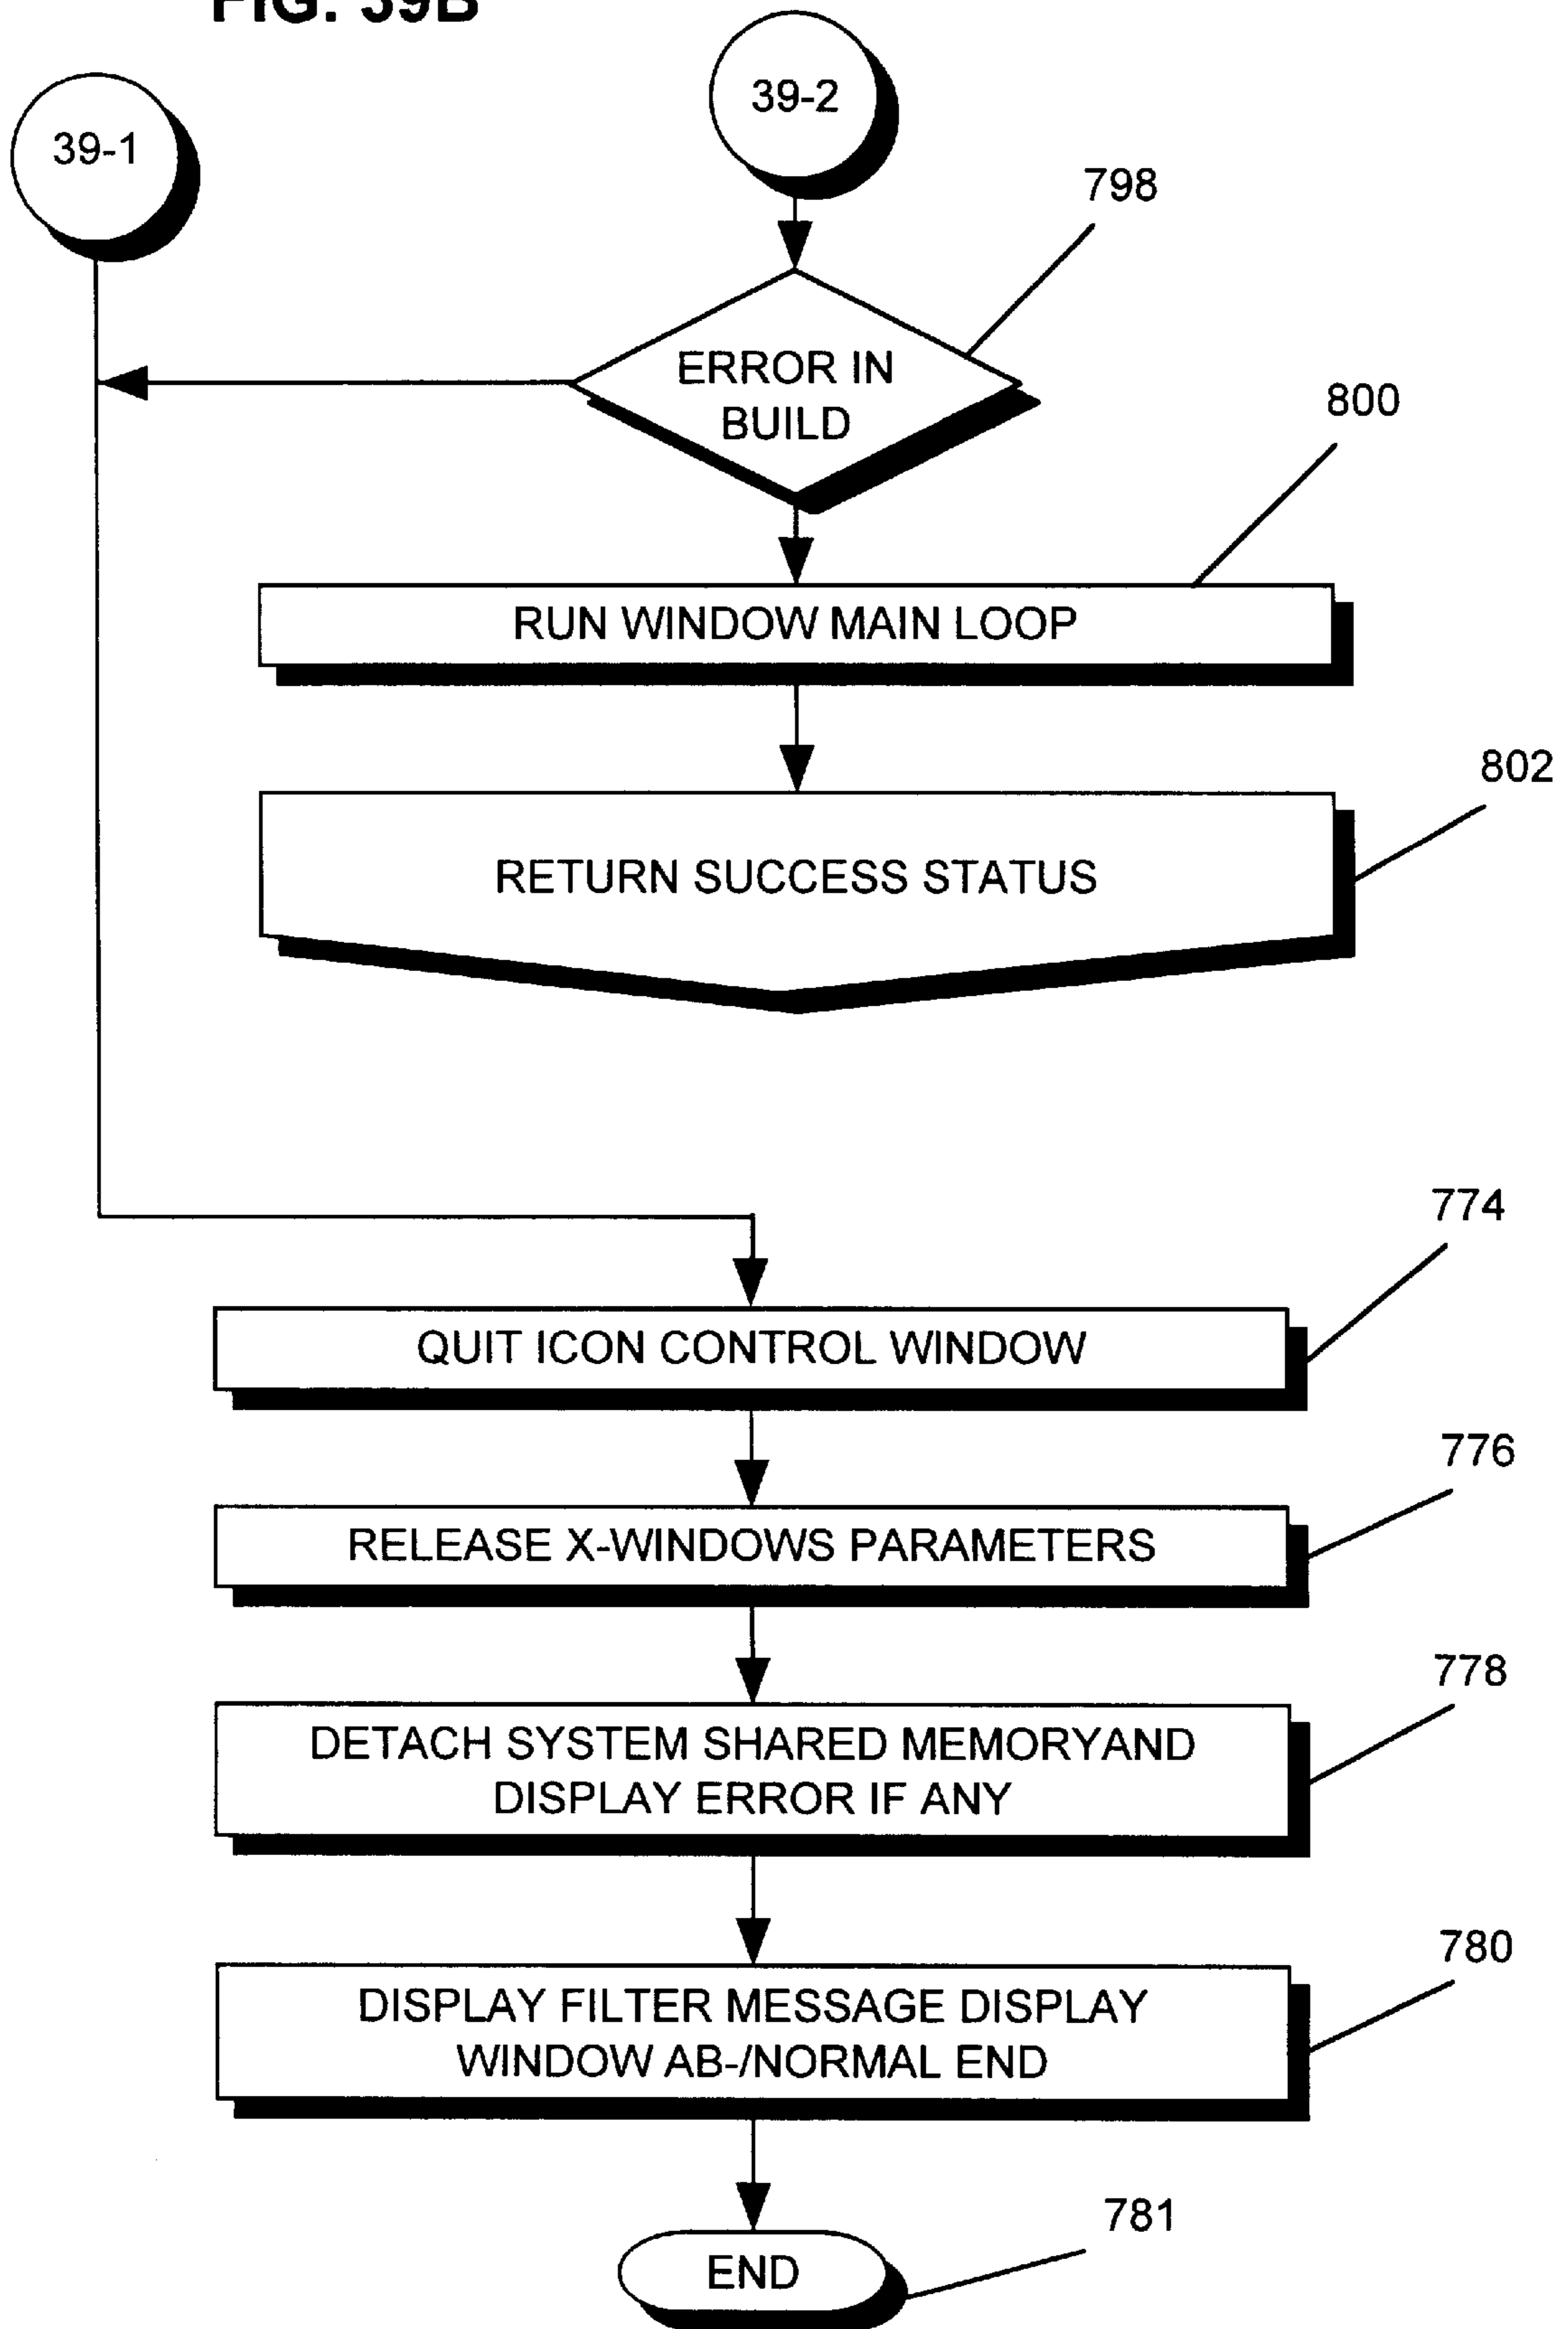 FIG. 39B
39-2
39-1
798
ERROR IN
BUILD
800
RUN WINDOW MAIN LOOP
802
RETURN SUCCESS STATUS
774
QUIT ICON CONTROL WINDOW
776
RELEASE X-WINDOWS PARAMETERS
778
DETACH SYSTEM SHARED MEMORYAND
DISPLAY ERROR IF ANY
780
DISPLAY FILTER MESSAGE DISPLAY
WINDOW AB-/NORMAL END
781
END